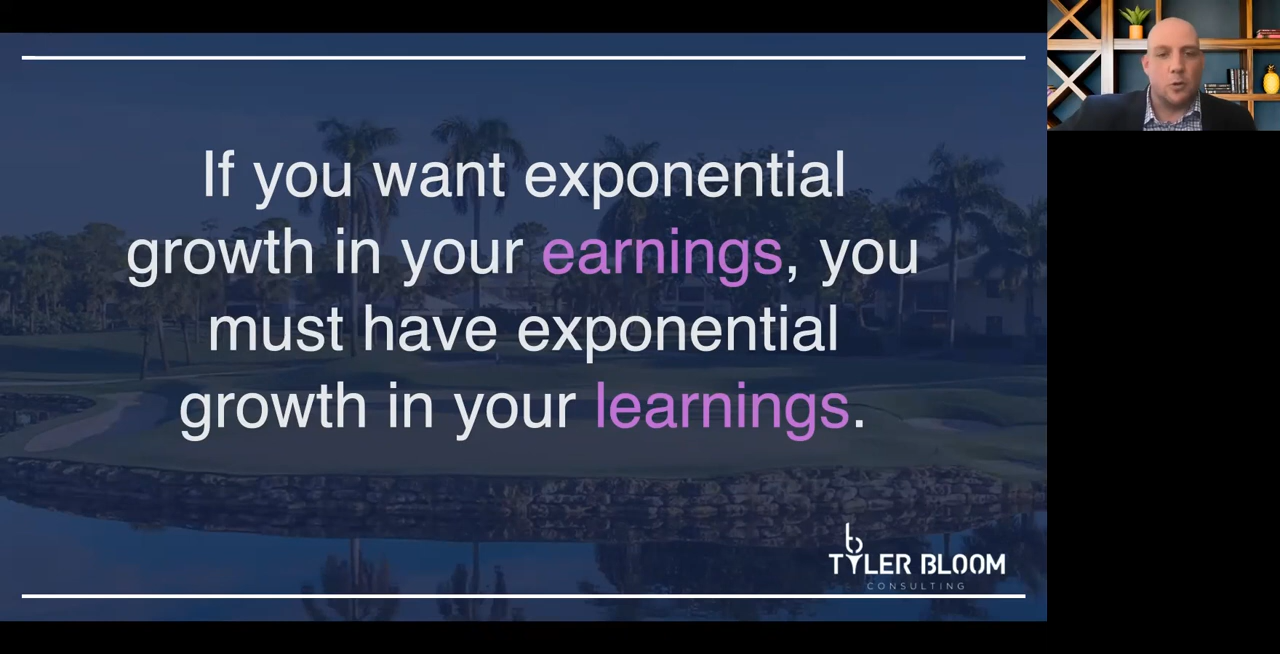 If you want exponential
growth in your earnings, you
must have exponential
growth in your learnings.
TYLER BLOOM
CONSULTING